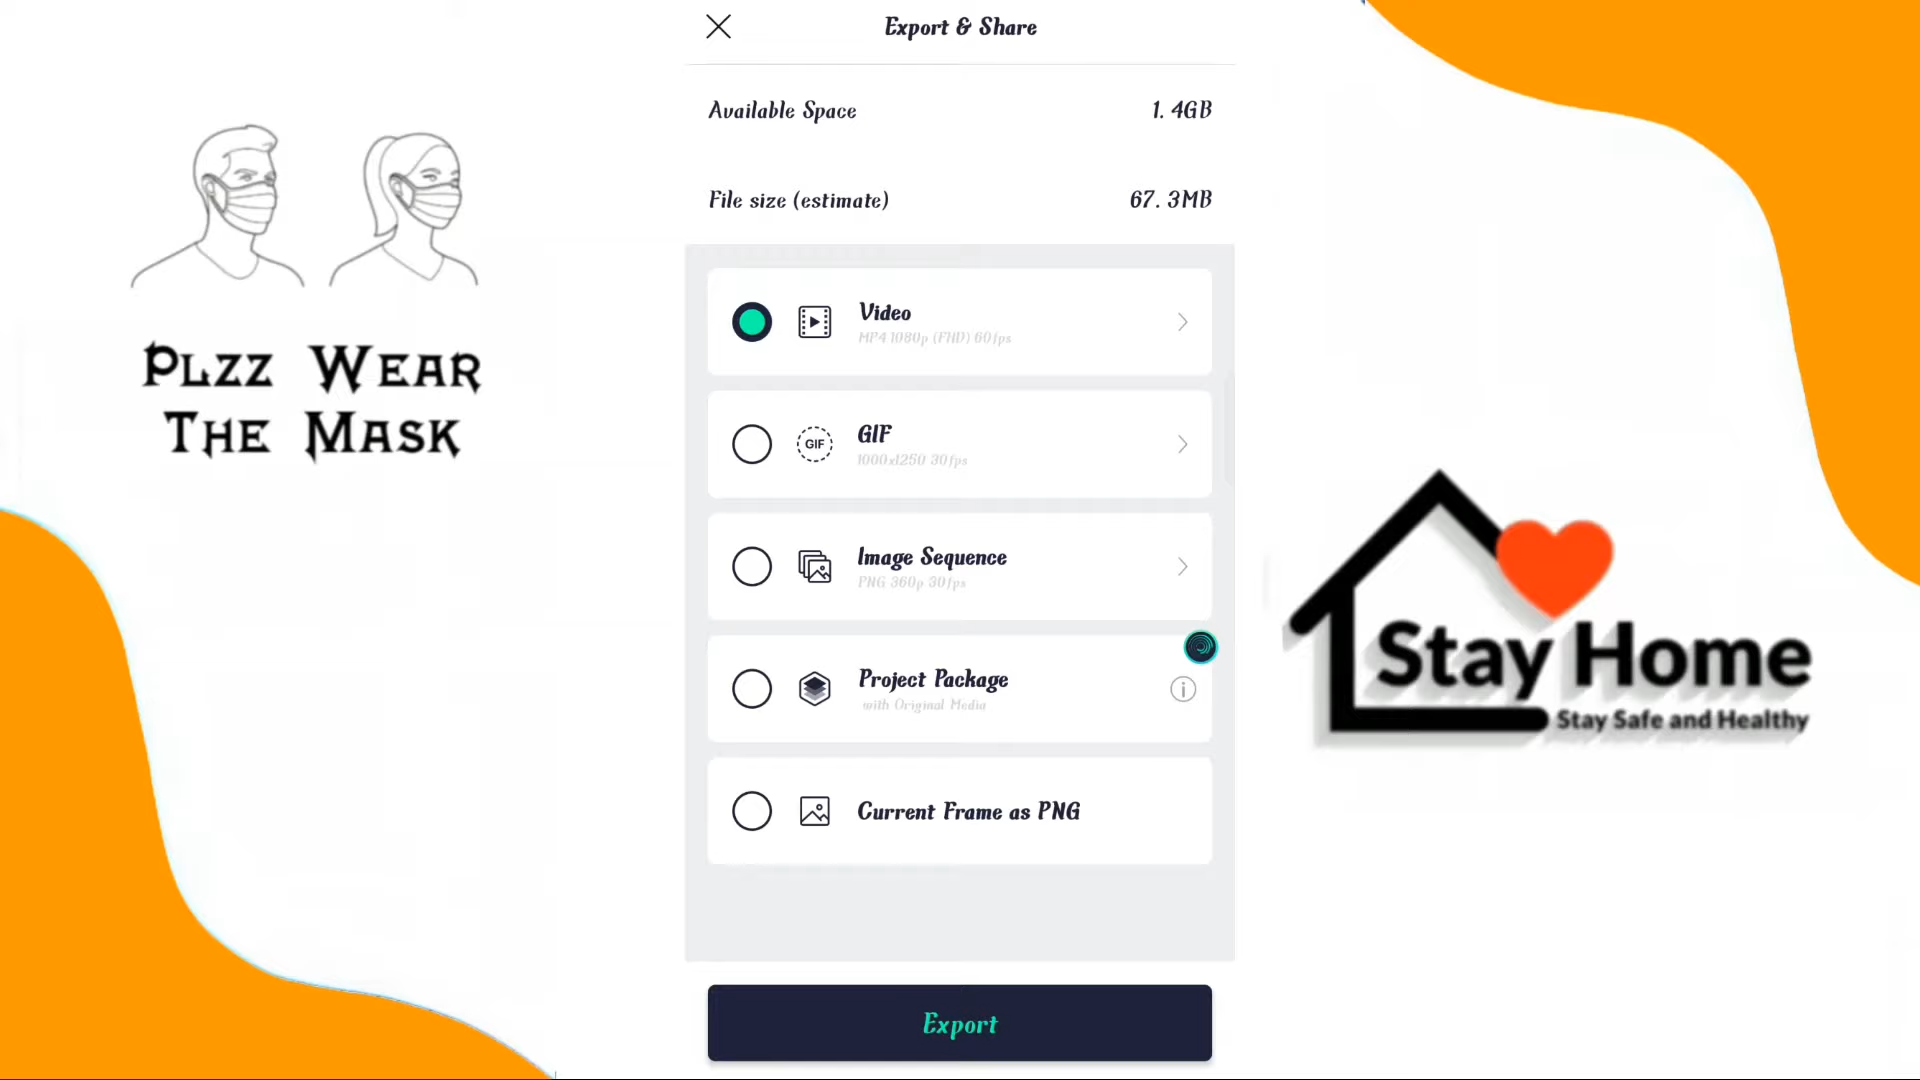 Export & Share
Available Space 1. 4GB
File size (estimate) 67. 3MB
Video
MP4 1080p (FHD) 60fps
GIF
GIF
1000x1250 30fps
Image Sequence
PNG 360p 30fps
Project Package
with Original Media
Current Frame as PNG
Export
Plzz Wear
The Mask
Stay Home
Stay Safe and Healthy